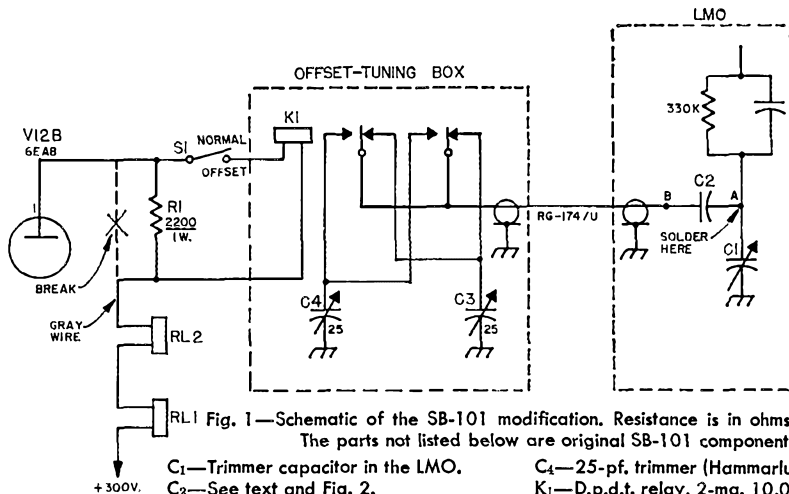 LMO
OFFSET-TUNING BOX
K1
330K
V12B
6EA8
S1
NORMAL
OFFSET
1
R1
2200
1W.
BREAK
GRAY
WIRE
RG-174/U
B
C2
A
SOLDER
HERE
C1
C4
25
C3
25
RL2
RL1
+300V.
Fig. 1—Schematic of the SB-101 modification. Resistance is in ohms
The parts not listed below are original SB-101 component
C1—Trimmer capacitor in the LMO.
C2—See text and Fig. 2.
C4—25-pf. trimmer (Hammarlu
K1—D.p.d.t. relay, 2-ma.